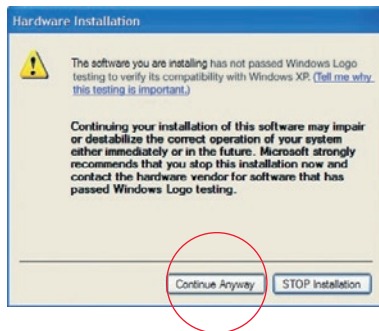 Hardware Installation
The software you are installing has not passed Windows Logo
testing to verify its compatibility with Windows XP. (Tell me why
this testing is important.)
Continuing your installation of this software may impair
or destabilize the correct operation of your system
either immediately or in the future. Microsoft strongly
recommends that you stop this installation now and
contact the hardware vendor for software that has
passed Windows Logo testing.
Continue Anyway
STOP Installation